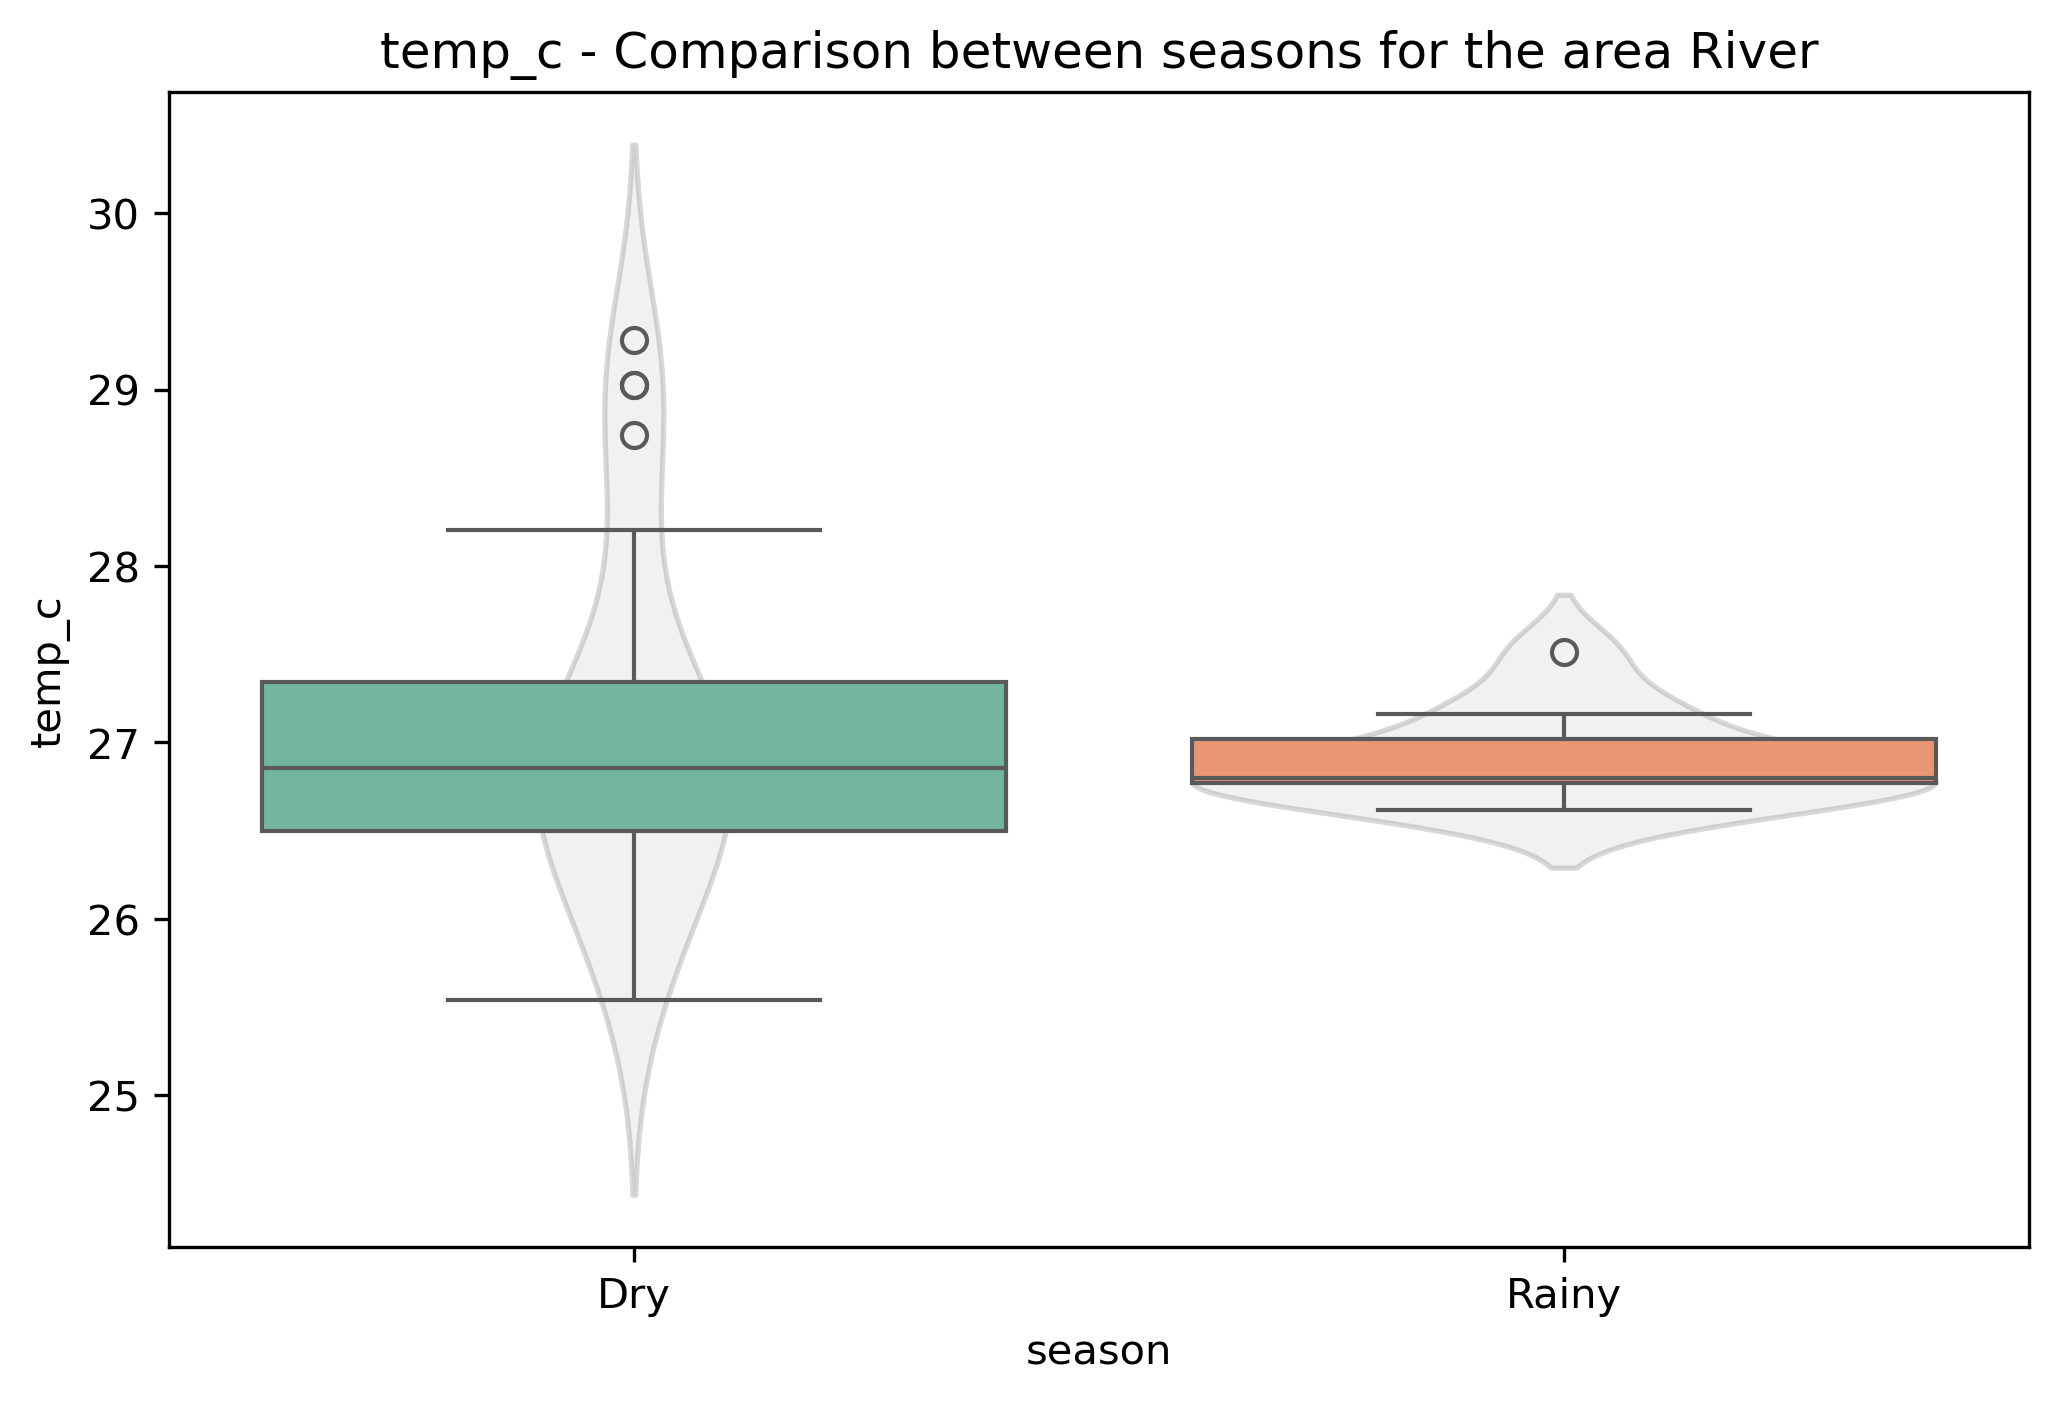 temp_c - Comparison between seasons for the area River
temp_c
30
29
28
27
26
25
Dry
Rainy
season